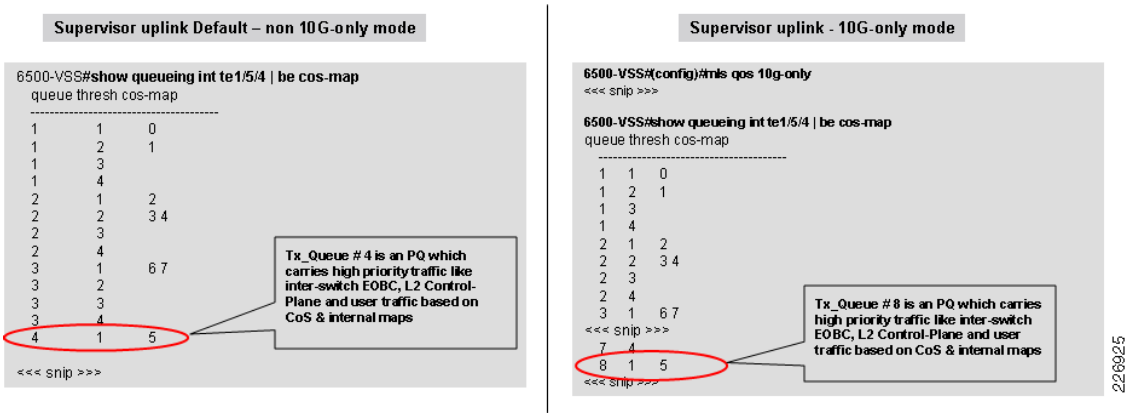 Supervisor uplink Default – non 10G-only mode
6500-VSS#show queueing int te1/5/4 | be cos-map
queue thresh cos-map
---------------------------------------
1 1 0
1 2 1
1 3
1 4
2 1 2
2 2 3 4
2 3
2 4
3 1 6 7
3 2
3 3
3 4
4 1 5
<<< snip >>>
Tx_Queue # 4 is an PQ which
carries high priority traffic like
inter-switch EOBC, L2 Control-
Plane and user traffic based on
CoS & internal maps
Supervisor uplink - 10G-only mode
6500-VSS#(config)#mls qos 10g-only
<<< snip >>>
6500-VSS#show queueing int te1/5/4 | be cos-map
queue thresh cos-map
---------------------------------------
1 1 0
1 2 1
1 3
1 4
2 1 2
2 2 3 4
2 3
2 4
3 1 6 7
<<< snip >>>
7 4
8 1 5
<<< snip >>>
Tx_Queue # 8 is an PQ which carries
high priority traffic like inter-switch
EOBC, L2 Control-Plane and user
traffic based on CoS & internal maps
226925